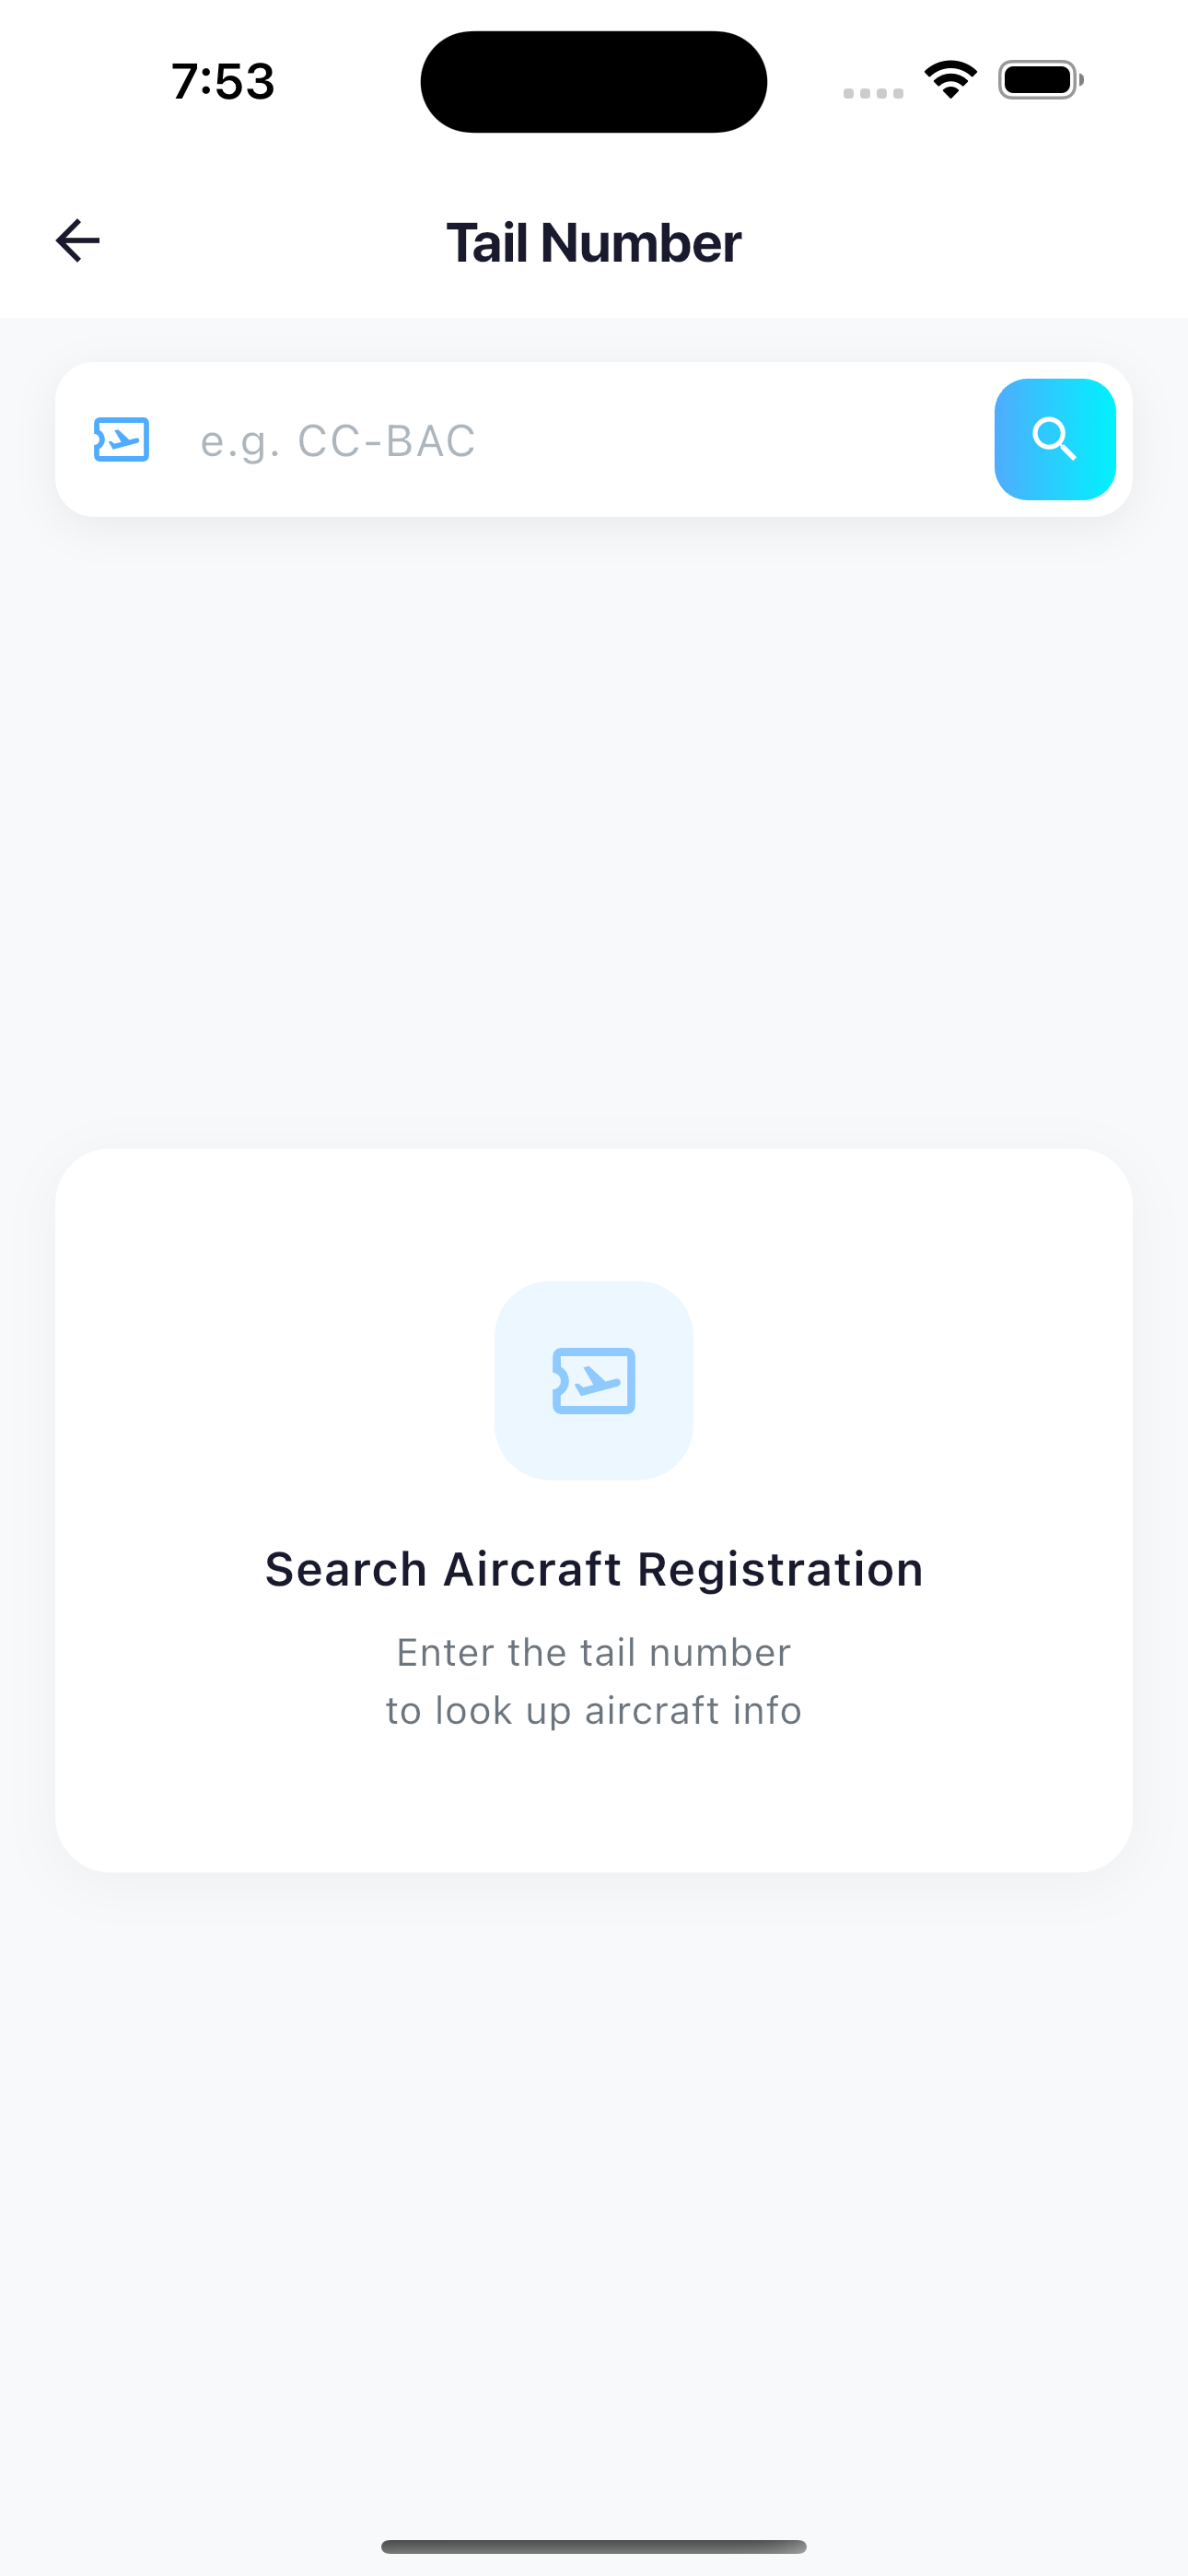 7:53
Tail Number
e.g. CC-BAC
Search Aircraft Registration
Enter the tail number
to look up aircraft info